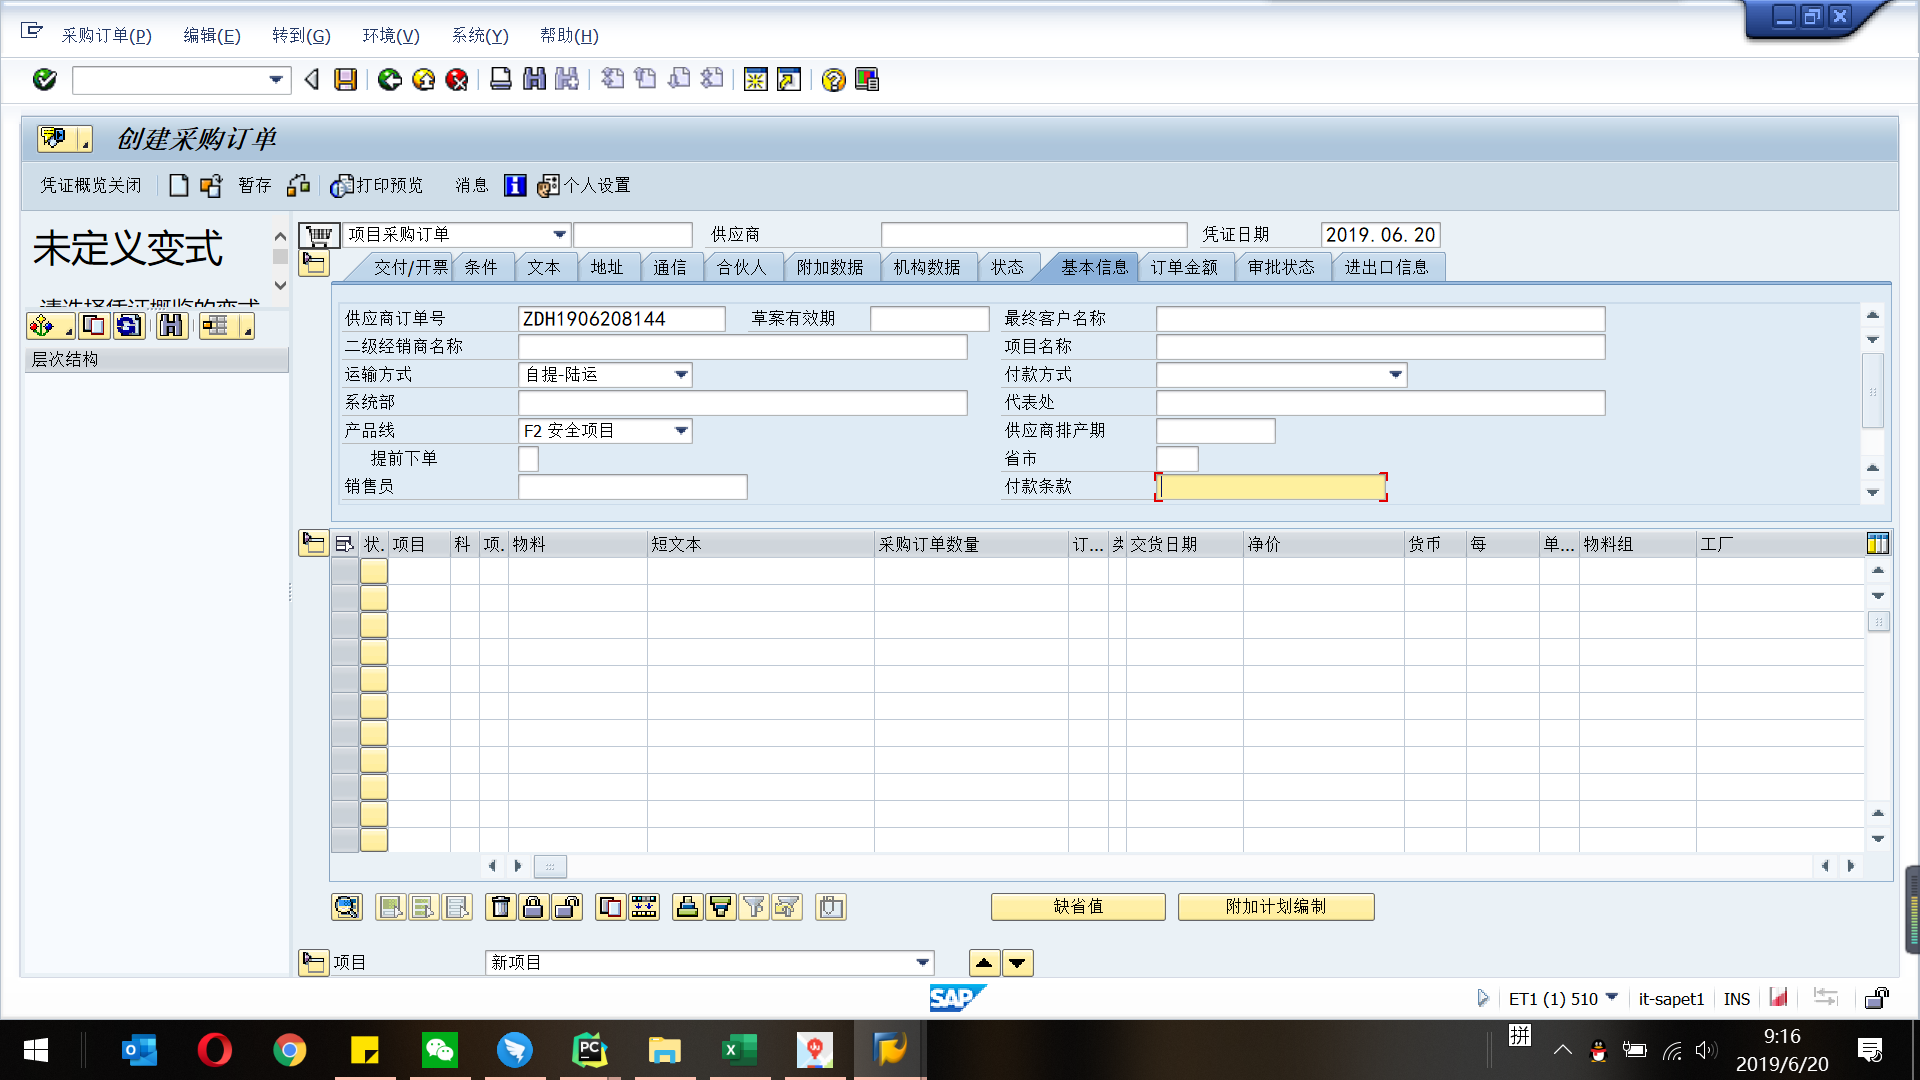 采购订单(P) 编辑(E) 转到(G) 环境(V) 系统(Y) 帮助(H)
创建采购订单
凭证概览关闭 暂存 打印预览 消息 个人设置
未定义变式
请选择凭证概览的变式
层次结构
项目采购订单 供应商 凭证日期 2019.06.20
交付/开票 条件 文本 地址 通信 合伙人 附加数据 机构数据 状态 基本信息 订单金额 审批状态 进出口信息
供应商订单号 ZDH1906208144 草案有效期 最终客户名称
二级经销商名称 项目名称
运输方式 自提-陆运 付款方式
系统部 代表处
产品线 F2 安全项目 供应商排产期
提前下单 省市
销售员 付款条款
状. 项目 科 项. 物料 短文本 采购订单数量 订... 类 交货日期 净价 货币 每 单... 物料组 工厂
缺省值 附加计划编制
项目 新项目
SAP
ET1 (1) 510 it-sapet1 INS
拼
9:16
2019/6/20